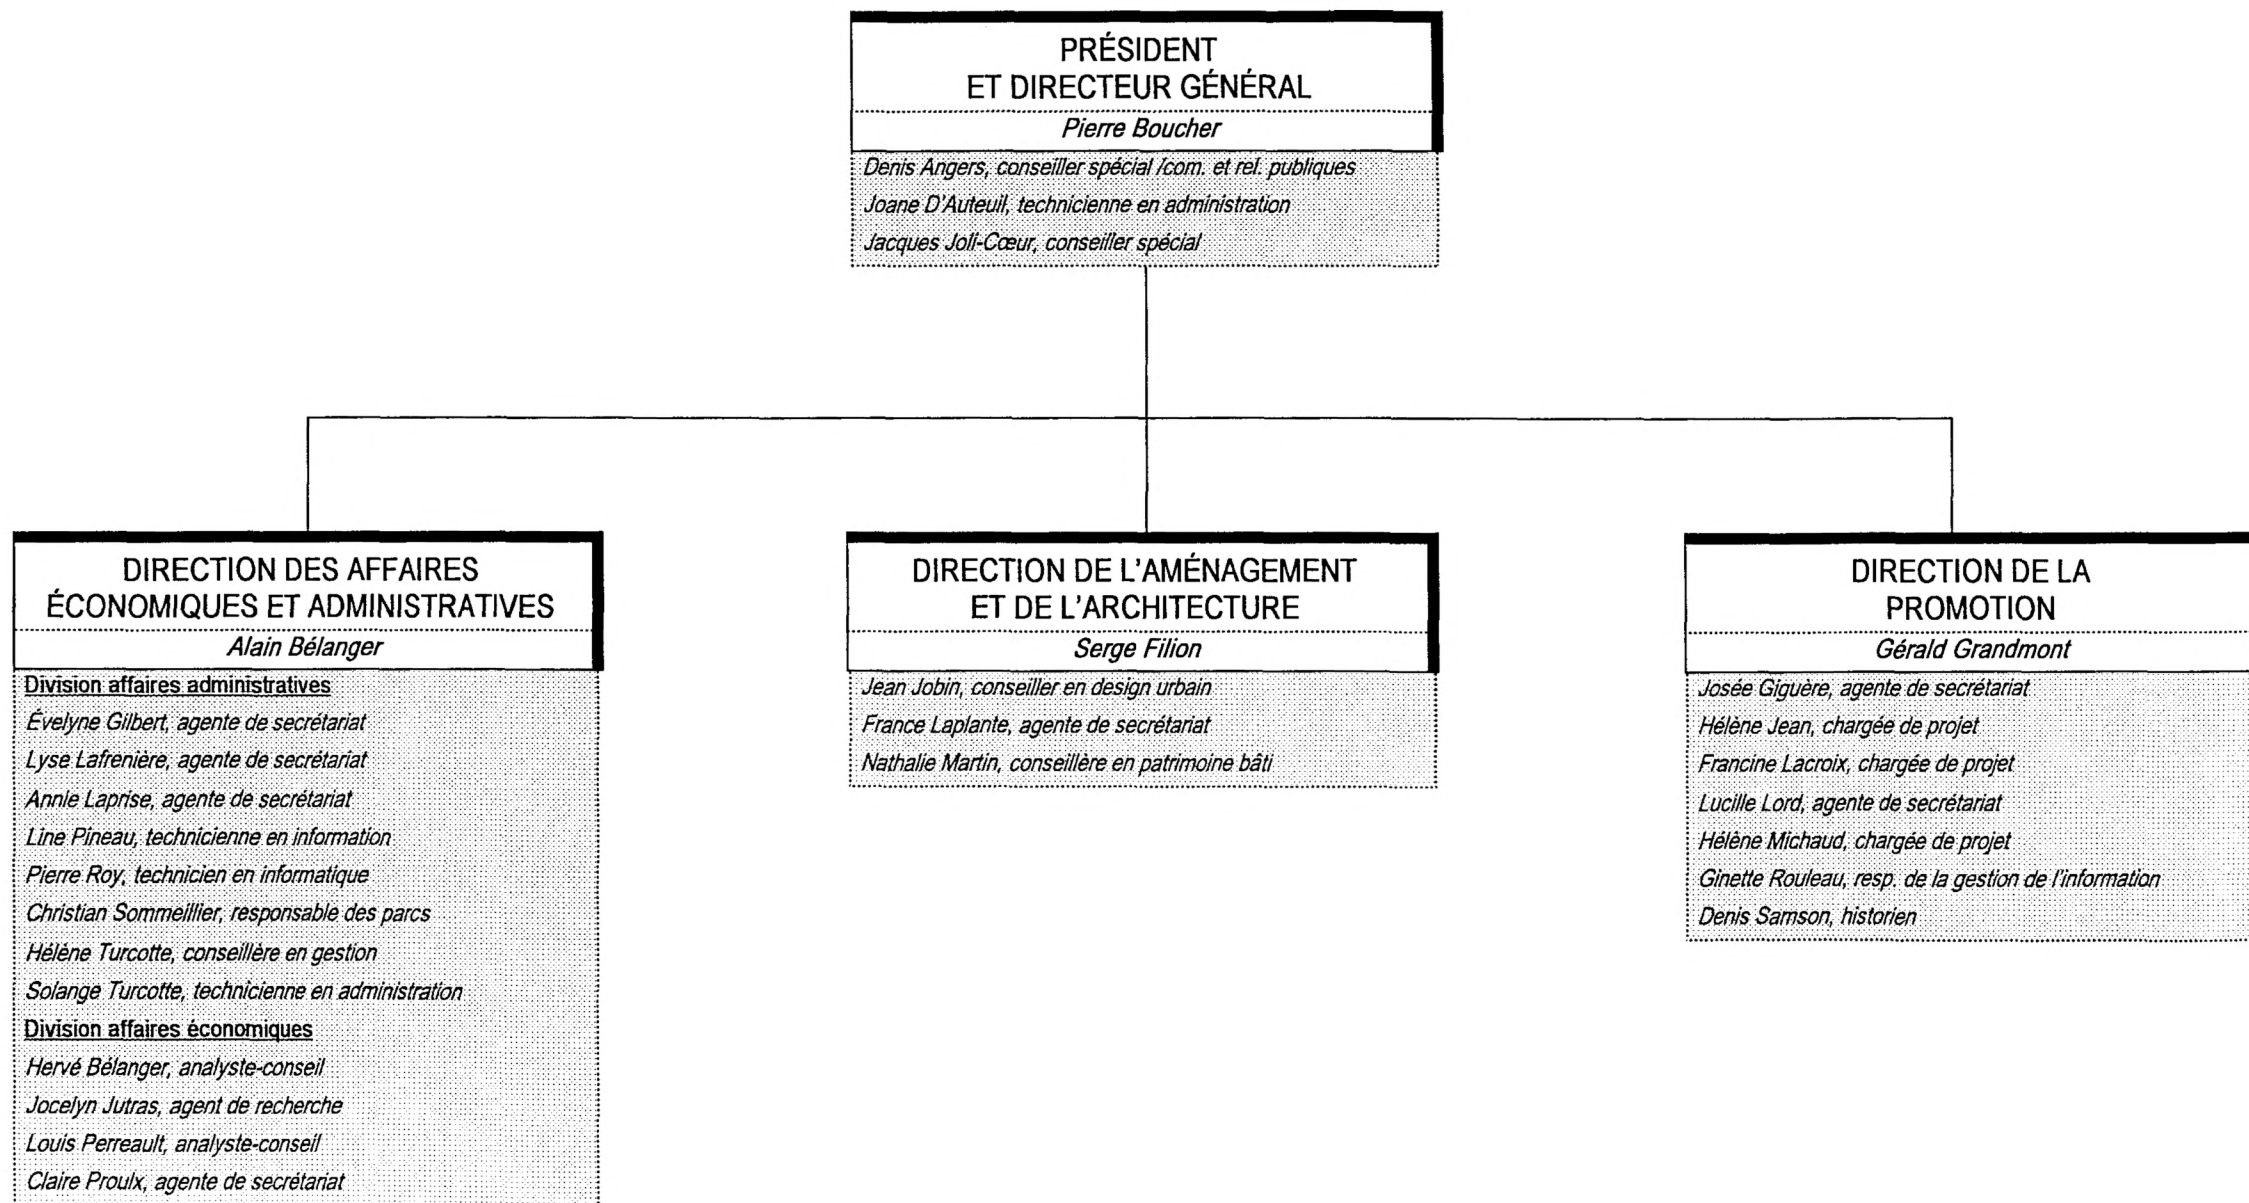 PRÉSIDENT
ET DIRECTEUR GÉNÉRAL
Pierre Boucher
Denis Angers, conseiller spécial /com. et rel. publiques
Joane D'Auteuil, technicienne en administration
Jacques Joli-Cœur, conseiller spécial
DIRECTION DES AFFAIRES
ÉCONOMIQUES ET ADMINISTRATIVES
Alain Bélanger
Division affaires administratives
Évelyne Gilbert, agente de secrétariat
Lyse Lafrenière, agente de secrétariat
Annie Laprise, agente de secrétariat
Line Pineau, technicienne en information
Pierre Roy, technicien en informatique
Christian Sommeillier, responsable des parcs
Hélène Turcotte, conseillère en gestion
Solange Turcotte, technicienne en administration
Division affaires économiques
Hervé Bélanger, analyste-conseil
Jocelyn Jutras, agent de recherche
Louis Perreault, analyste-conseil
Claire Proulx, agente de secrétariat
DIRECTION DE L'AMÉNAGEMENT
ET DE L'ARCHITECTURE
Serge Filion
Jean Jobin, conseiller en design urbain
France Laplante, agente de secrétariat
Nathalie Martin, conseillère en patrimoine bâti
DIRECTION DE LA
PROMOTION
Gérald Grandmont
Josée Giguère, agente de secrétariat
Hélène Jean, chargée de projet
Francine Lacroix, chargée de projet
Lucille Lord, agente de secrétariat
Hélène Michaud, chargée de projet
Ginette Rouleau, resp. de la gestion de l'information
Denis Samson, historien